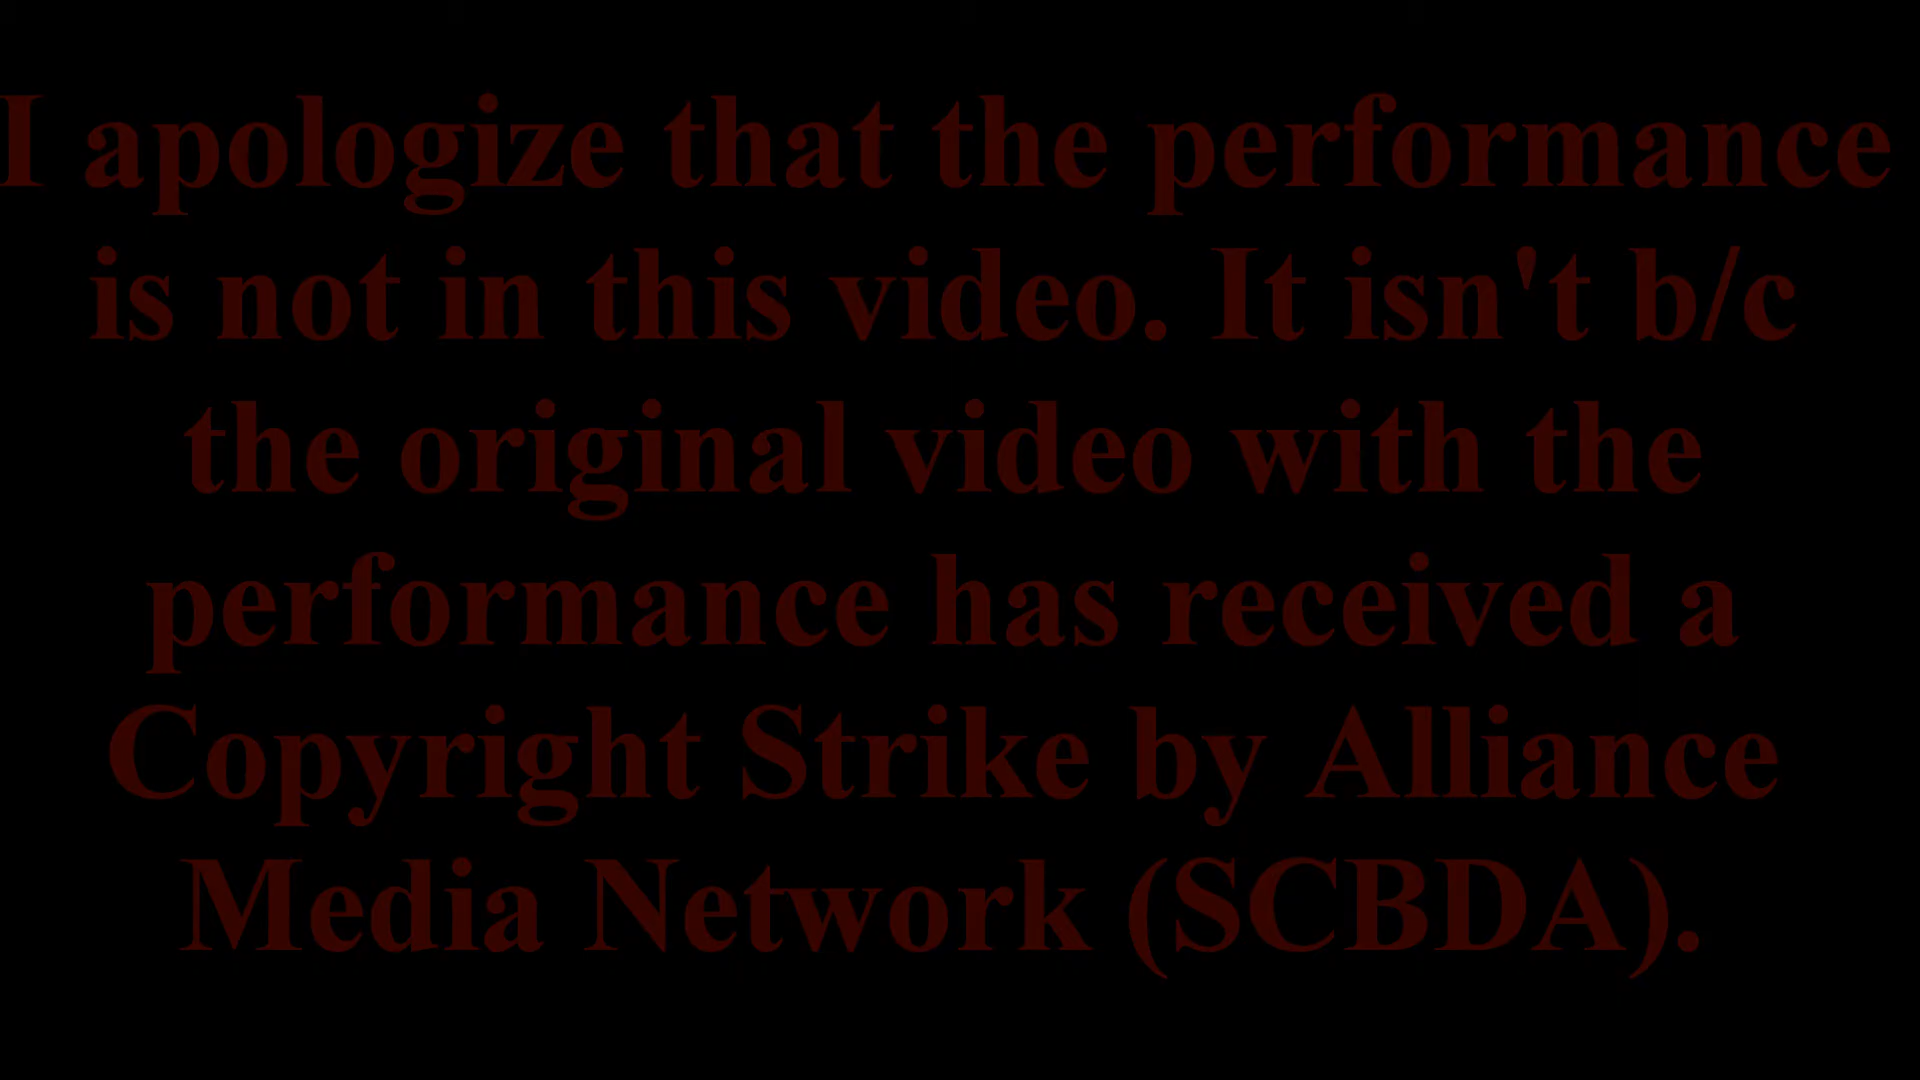 I apologize that the performance
is not in this video. It isn't b/c
the original video with the
performance has received a
Copyright Strike by Alliance
Media Network (SCBDA).